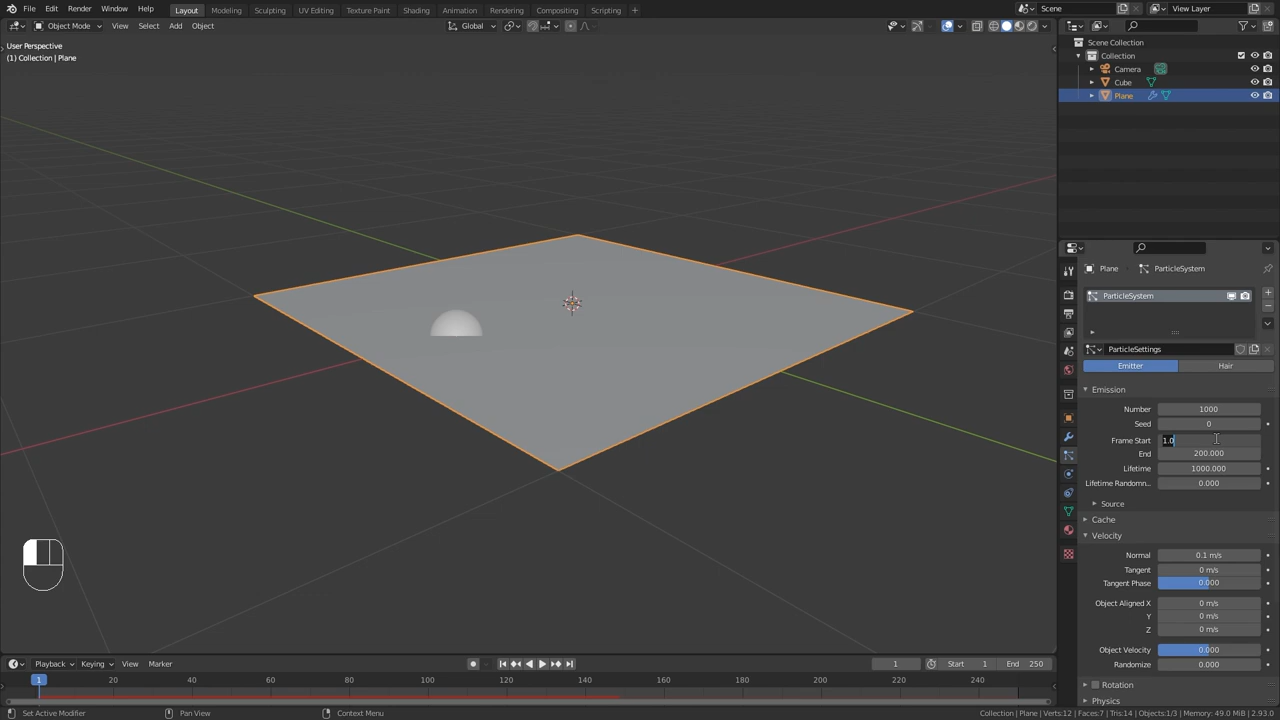 File Edit Render Window Help Layout Modeling Sculpting UV Editing Texture Paint Shading Animation Rendering Compositing Scripting + Scene View Layer
Object Mode View Select Add Object Global
User Perspective
(1) Collection | Plane
Scene Collection
Collection
Camera
Cube
Plane
Plane ParticleSystem
ParticleSystem
ParticleSettings
Emitter Hair
Emission
Number 1000
Seed 0
Frame Start 1.0
End 200.000
Lifetime 1000.000
Lifetime Randomn... 0.000
Source
Cache
Velocity
Normal 0.1 m/s
Tangent 0 m/s
Tangent Phase 0.000
Object Aligned X 0 m/s
Y 0 m/s
Z 0 m/s
Object Velocity 0.000
Randomize 0.000
Rotation
Physics
Playback Keying View Marker 1 Start 1 End 250
1 20 40 60 80 100 120 140 160 180 200 220 240
Set Active Modifier Pan View Context Menu Collection | Plane | Verts:12 | Faces:7 | Tris:14 | Objects:1/3 | Memory: 49.0 MiB | 2.93.0